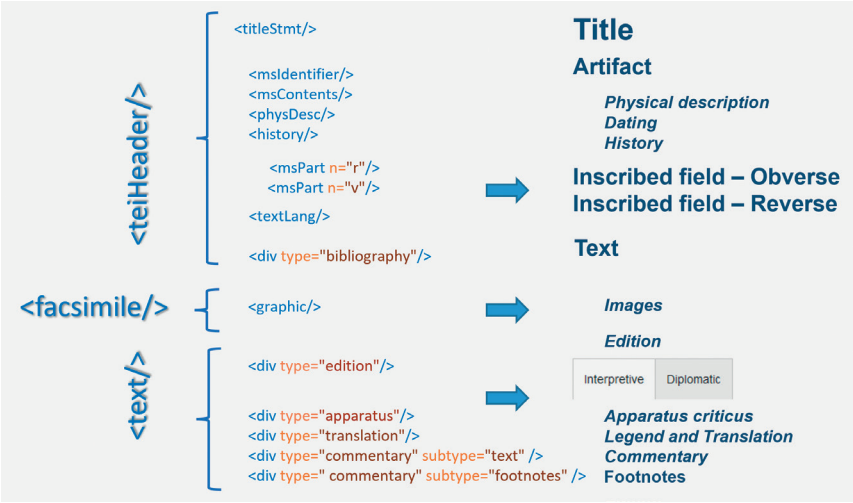 <teiHeader/>
<titleStmt/>
<msIdentifier/>
<msContents/>
<physDesc/>
<history/>
<msPart n="r"/>
<msPart n="v"/>
<textLang/>
<div type="bibliography"/>
<facsimile/>
<graphic/>
<text/>
<div type="edition"/>
<div type="apparatus"/>
<div type="translation"/>
<div type="commentary" subtype="text" />
<div type=" commentary" subtype="footnotes" />
Title
Artifact
Physical description
Dating
History
Inscribed field – Obverse
Inscribed field – Reverse
Text
Images
Edition
Interpretive Diplomatic
Apparatus criticus
Legend and Translation
Commentary
Footnotes